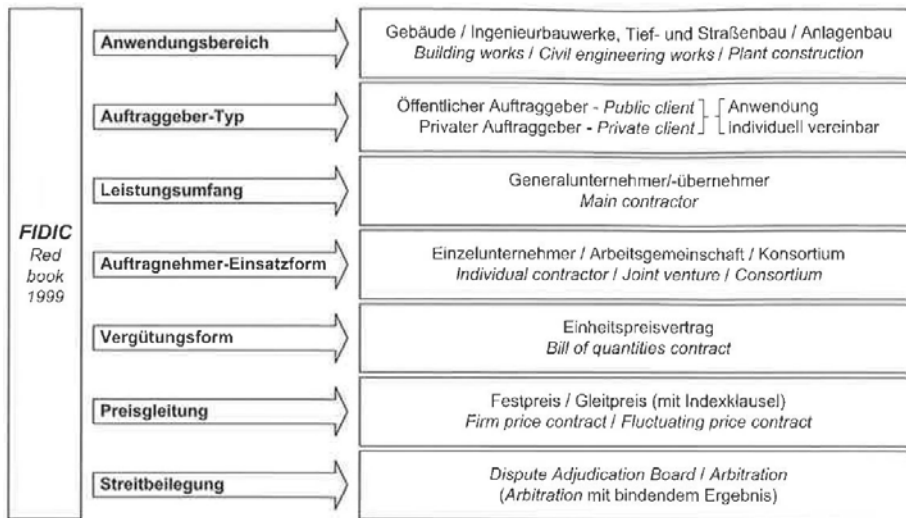 FIDIC
Red
book
1999
Anwendungsbereich
Gebäude / Ingenieurbauwerke, Tief- und Straßenbau / Anlagenbau
Building works / Civil engineering works / Plant construction
Auftraggeber-Typ
Öffentlicher Auftraggeber - Public client
Privater Auftraggeber - Private client
Anwendung
individuell vereinbar
Leistungsumfang
Generalunternehmer/-übernehmer
Main contractor
Auftragnehmer-Einsatzform
Einzelunternehmer / Arbeitsgemeinschaft / Konsortium
Individual contractor / Joint venture / Consortium
Vergütungsform
Einheitspreisvertrag
Bill of quantities contract
Preisgleitung
Festpreis / Gleitpreis (mit Indexklausel)
Firm price contract / Fluctuating price contract
Streitbeilegung
Dispute Adjudication Board / Arbitration
(Arbitration mit bindendem Ergebnis)